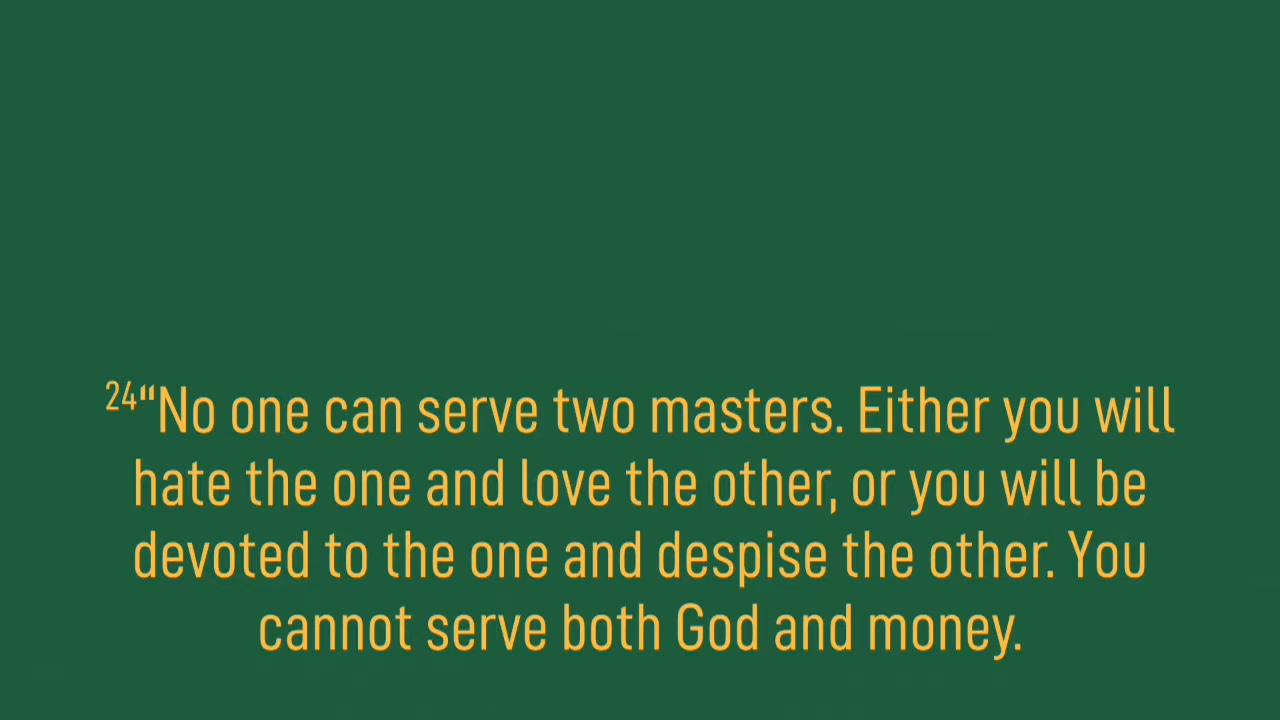 24“No one can serve two masters. Either you will
hate the one and love the other, or you will be
devoted to the one and despise the other. You
cannot serve both God and money.